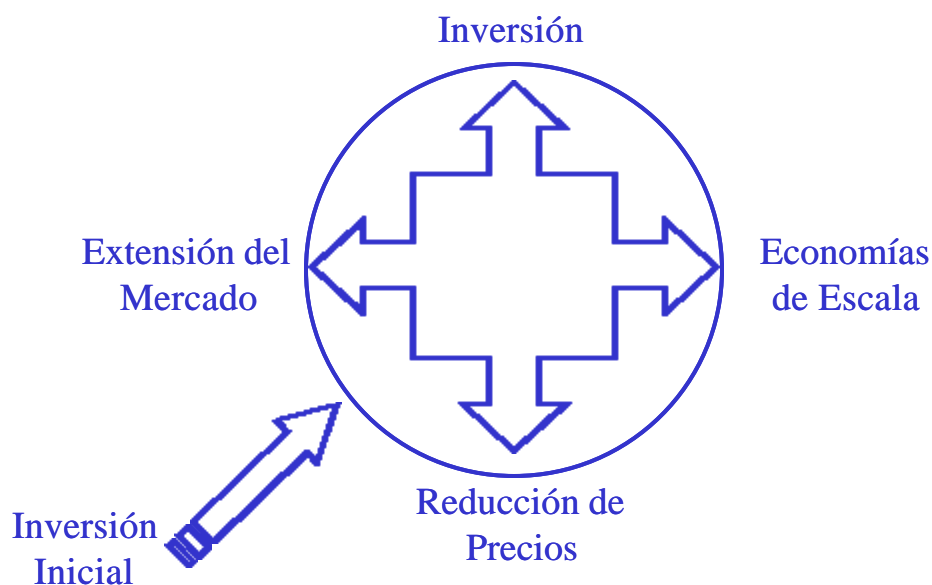 Inversión
Extensión del
Mercado
Economías
de Escala
Reducción de
Precios
Inversión
Inicial